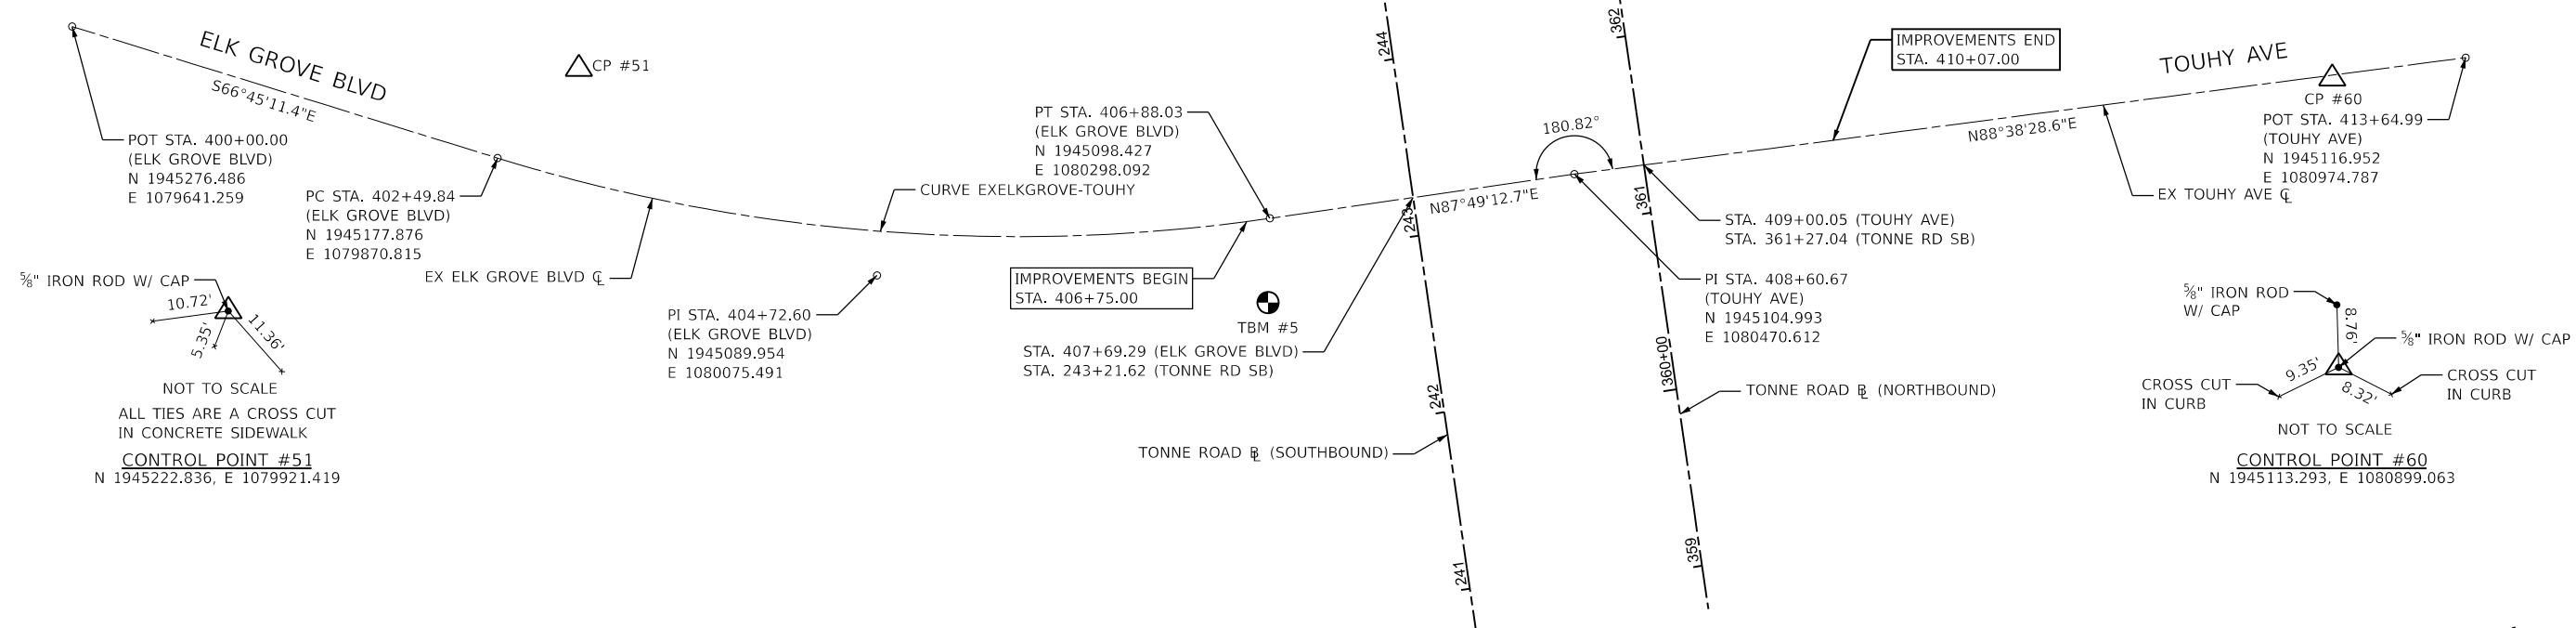 ELK GROVE BLVD
S66°45'11.4"E
POT STA. 400+00.00
(ELK GROVE BLVD)
N 1945276.486
E 1079641.259
CP #51
PC STA. 402+49.84
(ELK GROVE BLVD)
N 1945177.876
E 1079870.815
EX ELK GROVE BLVD ℄
CURVE EXELKGROVE-TOUHY
PI STA. 404+72.60
(ELK GROVE BLVD)
N 1945089.954
E 1080075.491
PT STA. 406+88.03
(ELK GROVE BLVD)
N 1945098.427
E 1080298.092
IMPROVEMENTS BEGIN
STA. 406+75.00
TBM #5
STA. 407+69.29 (ELK GROVE BLVD)
STA. 243+21.62 (TONNE RD SB)
TONNE ROAD BL (SOUTHBOUND)
244
243
242
241
N87°49'12.7"E
180.82°
362
361
360+00
359
IMPROVEMENTS END
STA. 410+07.00
STA. 409+00.05 (TOUHY AVE)
STA. 361+27.04 (TONNE RD SB)
PI STA. 408+60.67
(TOUHY AVE)
N 1945104.993
E 1080470.612
TONNE ROAD BL (NORTHBOUND)
TOUHY AVE
N88°38'28.6"E
CP #60
POT STA. 413+64.99
(TOUHY AVE)
N 1945116.952
E 1080974.787
EX TOUHY AVE ℄
⅝" IRON ROD W/ CAP
10.72'
5.35'
11.36'
NOT TO SCALE
ALL TIES ARE A CROSS CUT
IN CONCRETE SIDEWALK
CONTROL POINT #51
N 1945222.836, E 1079921.419
⅝" IRON ROD
W/ CAP
8.76'
⅝" IRON ROD W/ CAP
9.35'
8.32'
CROSS CUT
IN CURB
CROSS CUT
IN CURB
NOT TO SCALE
CONTROL POINT #60
N 1945113.293, E 1080899.063